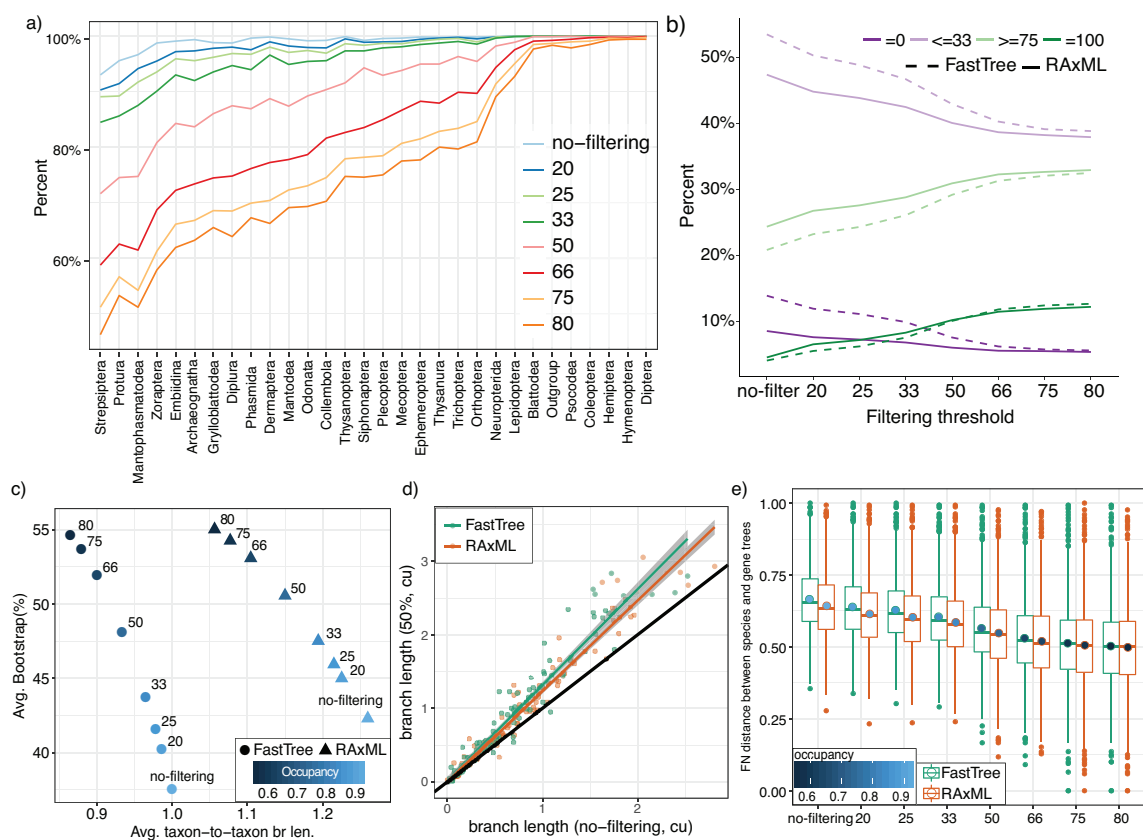 a)
100%
80%
60%
Percent
no−filtering
20
25
33
50
66
75
80
Strepsiptera
Protura
Mantophasmatodea
Zoraptera
Embiidina
Archaeognatha
Grylloblattodea
Diplura
Phasmida
Dermaptera
Mantodea
Odonata
Collembola
Thysanoptera
Siphonaptera
Plecoptera
Mecoptera
Ephemeroptera
Thysanura
Trichoptera
Orthoptera
Neuropterida
Lepidoptera
Blattodea
Outgroup
Psocodea
Coleoptera
Hemiptera
Hymenoptera
Diptera
b)
=0 <=33 >=75 =100
FastTree RAxML
50%
40%
30%
20%
10%
Percent
no−filter 20 25 33 50 66 75 80
Filtering threshold
c)
55
50
45
40
Avg. Bootstrap(%)
80
75
66
50
33
25
20
no−filtering
80
75
66
50
33
25
20
no−filtering
FastTree RAxML
Occupancy
0.6 0.7 0.8 0.9
0.9 1.0 1.1 1.2
Avg. taxon−to−taxon br len.
d)
FastTree
RAxML
3
2
1
0
branch length (50%, cu)
0 1 2
branch length (no−filtering, cu)
e)
1.00
0.75
0.50
0.25
0.00
FN distance between species and gene trees
occupancy
0.6 0.7 0.8 0.9
FastTree
RAxML
no−filtering 20 25 33 50 66 75 80